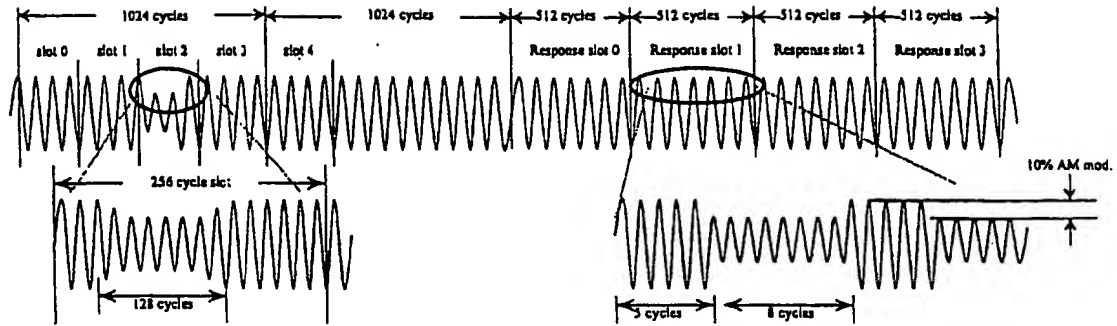 1024 cycles 1024 cycles 512 cycles 512 cycles 512 cycles 512 cycles
slot 0 slot 1 slot 2 slot 3 slot 4 Response slot 0 Response slot 1 Response slot 2 Response slot 3
10% AM mod.
256 cycle slot
128 cycles 5 cycles 8 cycles